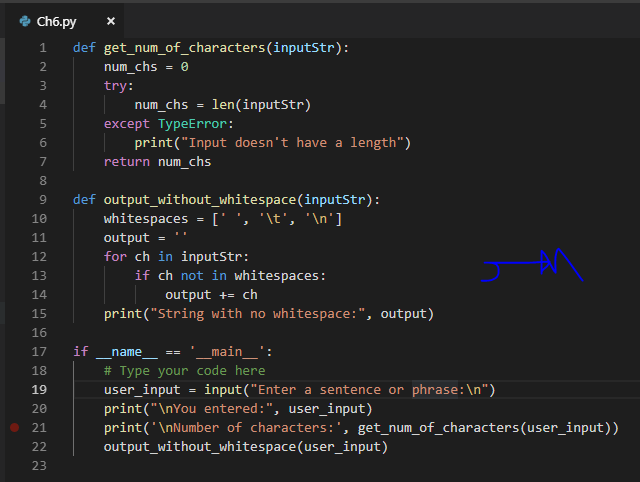 Ch6.py ×
1 def get_num_of_characters(inputStr):
2     num_chs = 0
3     try:
4         num_chs = len(inputStr)
5     except TypeError:
6         print("Input doesn't have a length")
7     return num_chs
8
9 def output_without_whitespace(inputStr):
10     whitespaces = [' ', '\t', '\n']
11     output = ''
12     for ch in inputStr:
13         if ch not in whitespaces:
14             output += ch
15     print("String with no whitespace:", output)
16
17 if __name__ == '__main__':
18     # Type your code here
19     user_input = input("Enter a sentence or phrase:\n")
20     print("\nYou entered:", user_input)
21     print('\nNumber of characters:', get_num_of_characters(user_input))
22     output_without_whitespace(user_input)
23